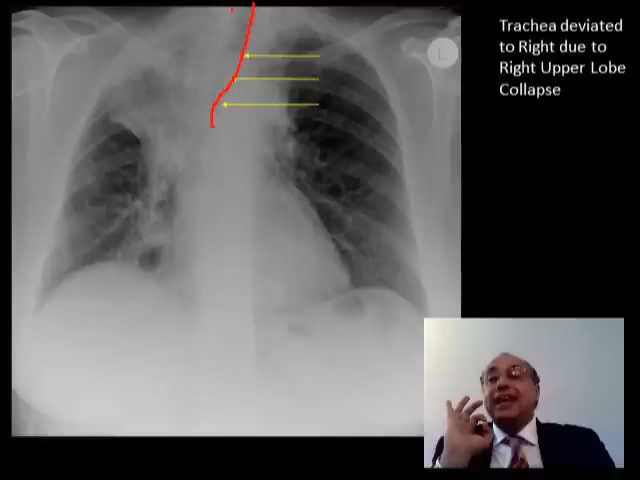 Trachea deviated
to Right due to
Right Upper Lobe
Collapse
L